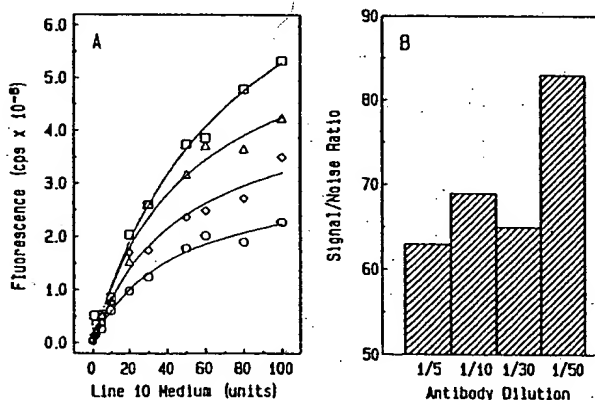 A
Fluorescence (cps x 10⁻⁶)
6.0
5.0
4.0
3.0
2.0
1.0
0.0
0 20 40 60 80 100
Line 10 Medium (units)
B
Signal/Noise Ratio
90
80
70
60
50
1/5 1/10 1/30 1/50
Antibody Dilution